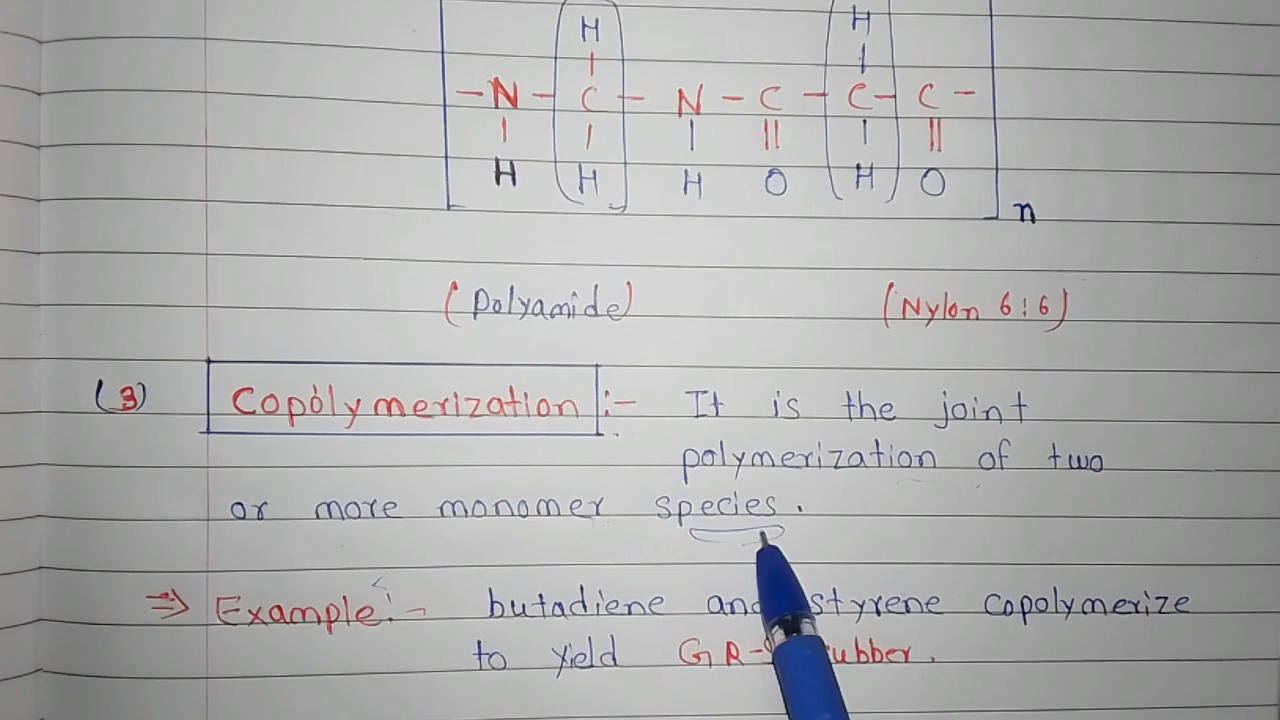 H H
- N - C - N - C - C - C -
H H H O H O
n
(Polyamide) (Nylon 6:6)
(3) Copolymerization :- It is the joint
polymerization of two
or more monomer species.
⇒ Example:- butadiene and styrene copolymerize
to yield GR- rubber.